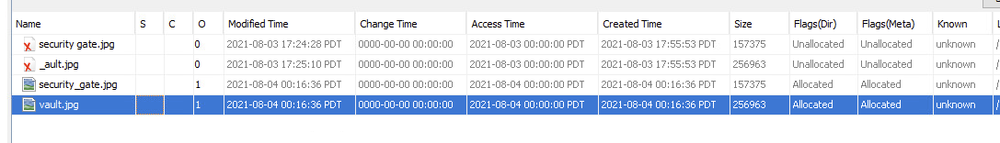 Name S C O Modified Time Change Time Access Time Created Time Size Flags(Dir) Flags(Meta) Known
security gate.jpg 0 2021-08-03 17:24:28 PDT 0000-00-00 00:00:00 2021-08-03 00:00:00 PDT 2021-08-03 17:55:53 PDT 157375 Unallocated Unallocated unknown /
_ault.jpg 0 2021-08-03 17:25:10 PDT 0000-00-00 00:00:00 2021-08-03 00:00:00 PDT 2021-08-03 17:55:53 PDT 256963 Unallocated Unallocated unknown /
security_gate.jpg 1 2021-08-04 00:16:36 PDT 0000-00-00 00:00:00 2021-08-04 00:00:00 PDT 2021-08-04 00:16:36 PDT 157375 Allocated Allocated unknown /
vault.jpg 1 2021-08-04 00:16:36 PDT 0000-00-00 00:00:00 2021-08-04 00:00:00 PDT 2021-08-04 00:16:36 PDT 256963 Allocated Allocated unknown /